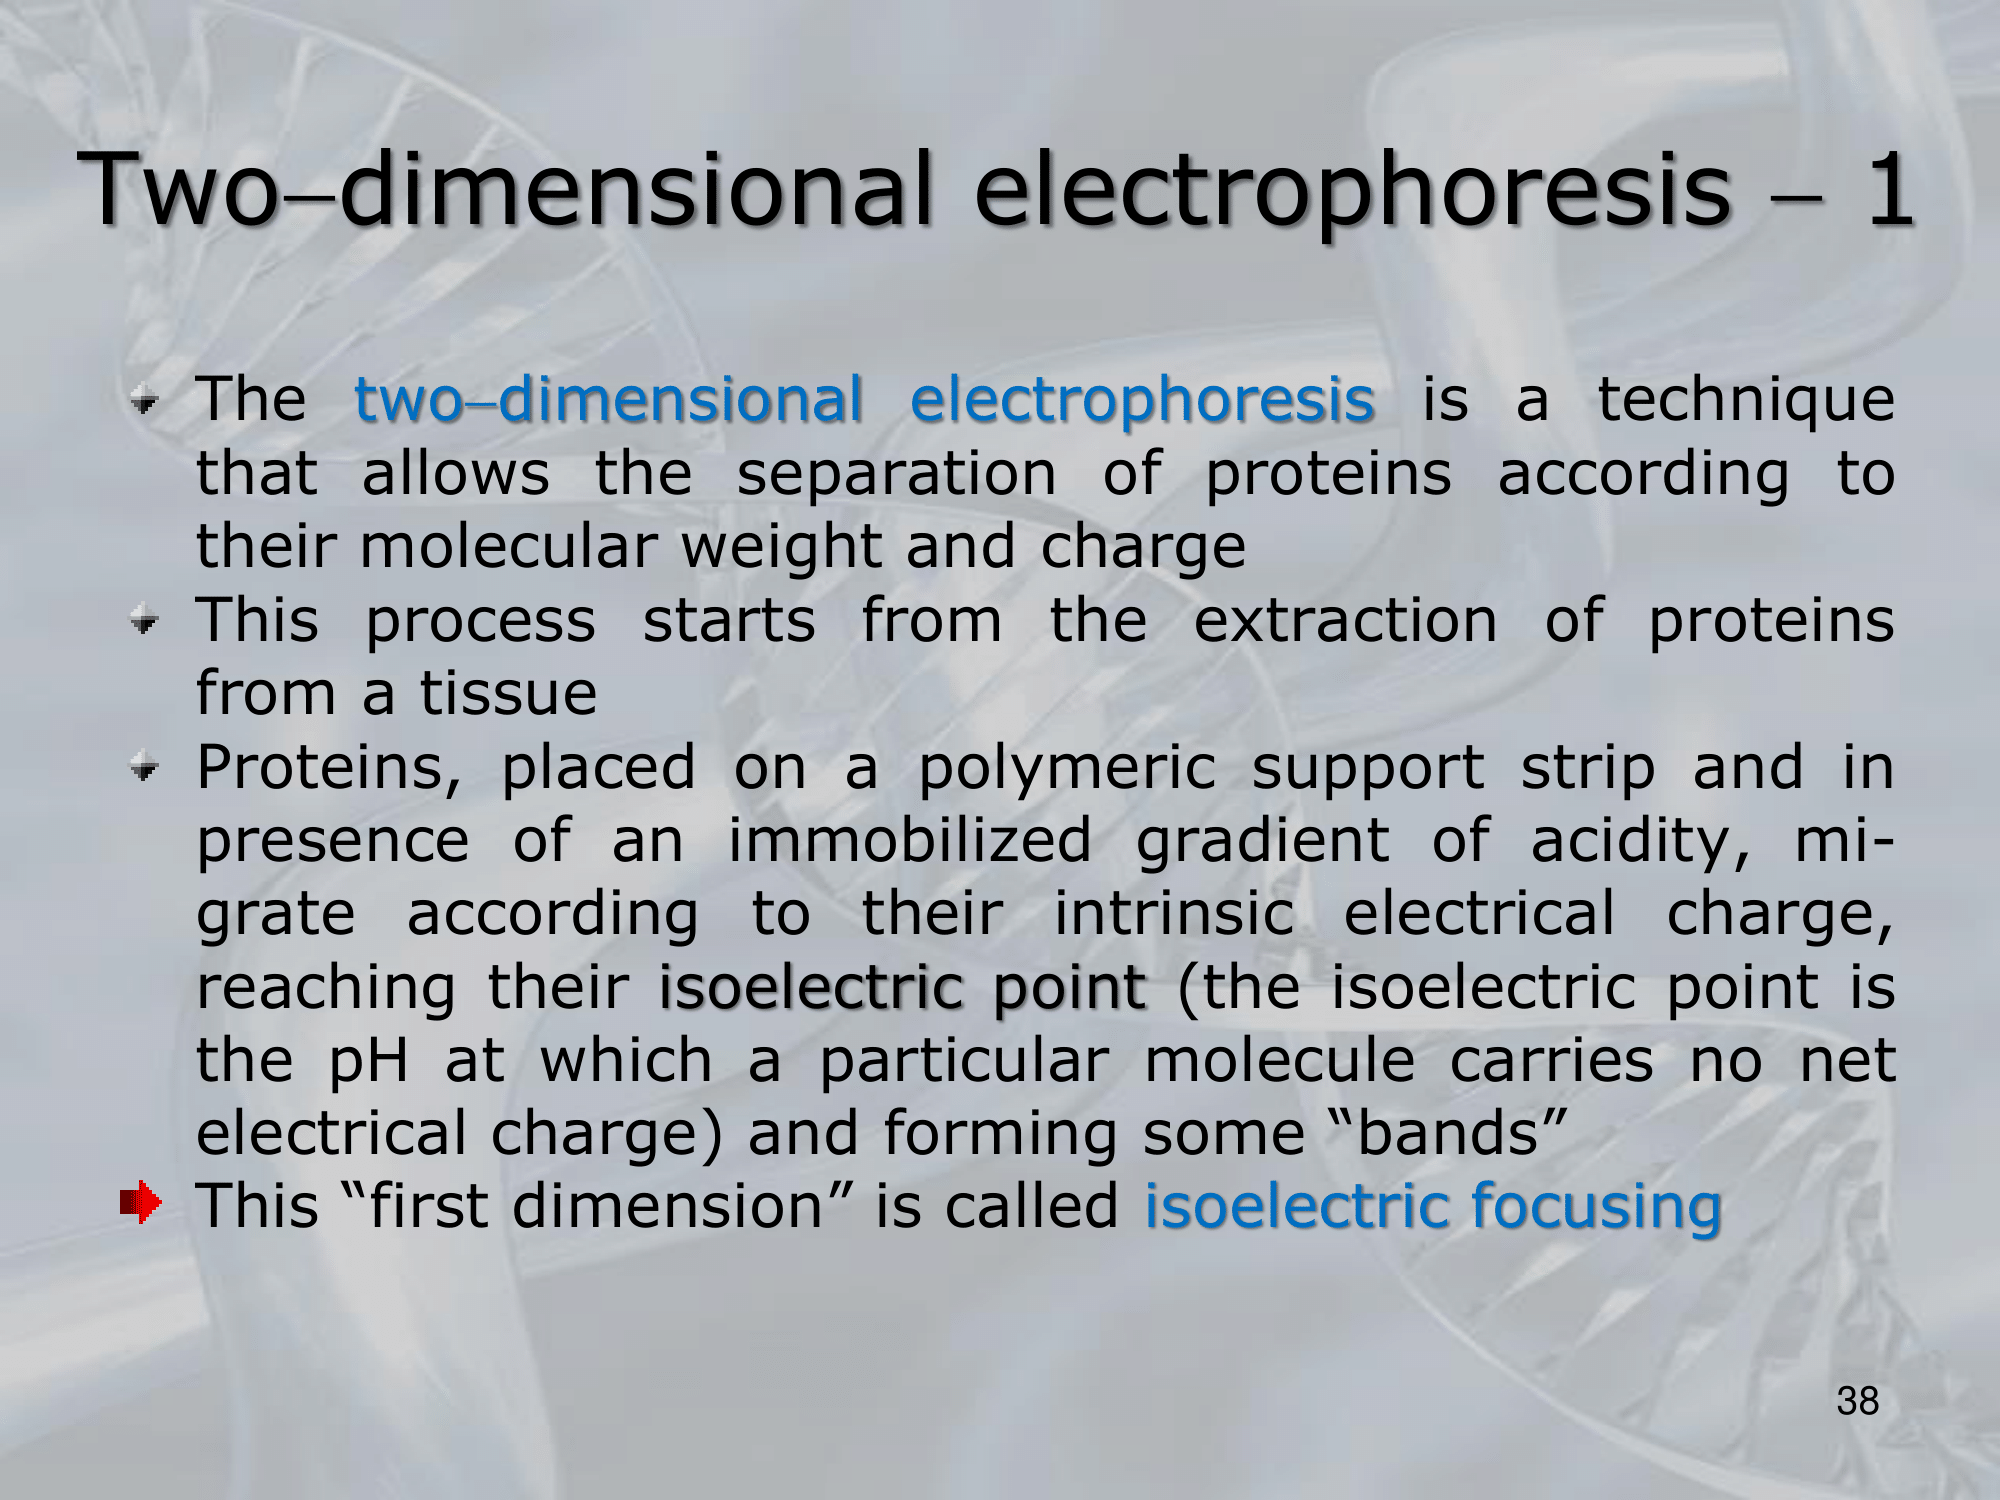 Two–dimensional electrophoresis – 1
The two–dimensional electrophoresis is a technique
that allows the separation of proteins according to
their molecular weight and charge
This process starts from the extraction of proteins
from a tissue
Proteins, placed on a polymeric support strip and in
presence of an immobilized gradient of acidity, mi-
grate according to their intrinsic electrical charge,
reaching their isoelectric point (the isoelectric point is
the pH at which a particular molecule carries no net
electrical charge) and forming some “bands”
This “first dimension” is called isoelectric focusing
38